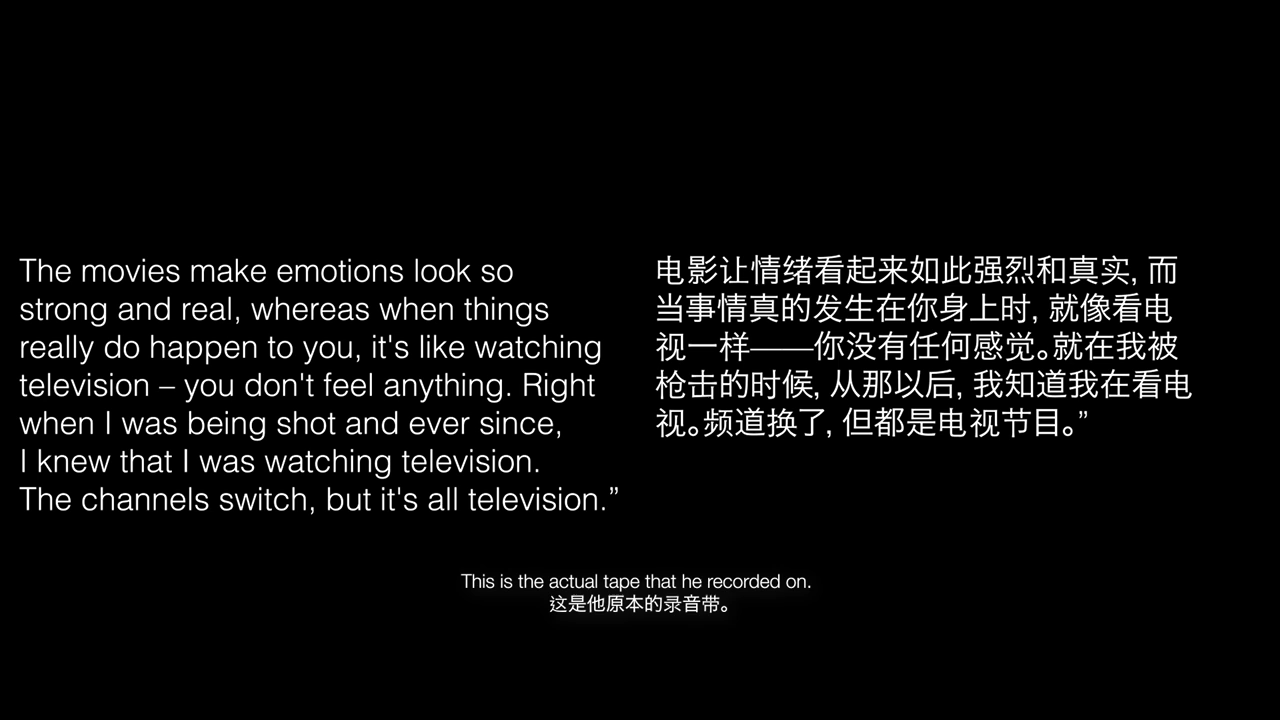 The movies make emotions look so
strong and real, whereas when things
really do happen to you, it's like watching
television – you don't feel anything. Right
when I was being shot and ever since,
I knew that I was watching television.
The channels switch, but it's all television.”
电影让情绪看起来如此强烈和真实, 而
当事情真的发生在你身上时, 就像看电
视一样——你没有任何感觉。就在我被
枪击的时候, 从那以后, 我知道我在看电
视。频道换了, 但都是电视节目。”
This is the actual tape that he recorded on.
这是他原本的录音带。